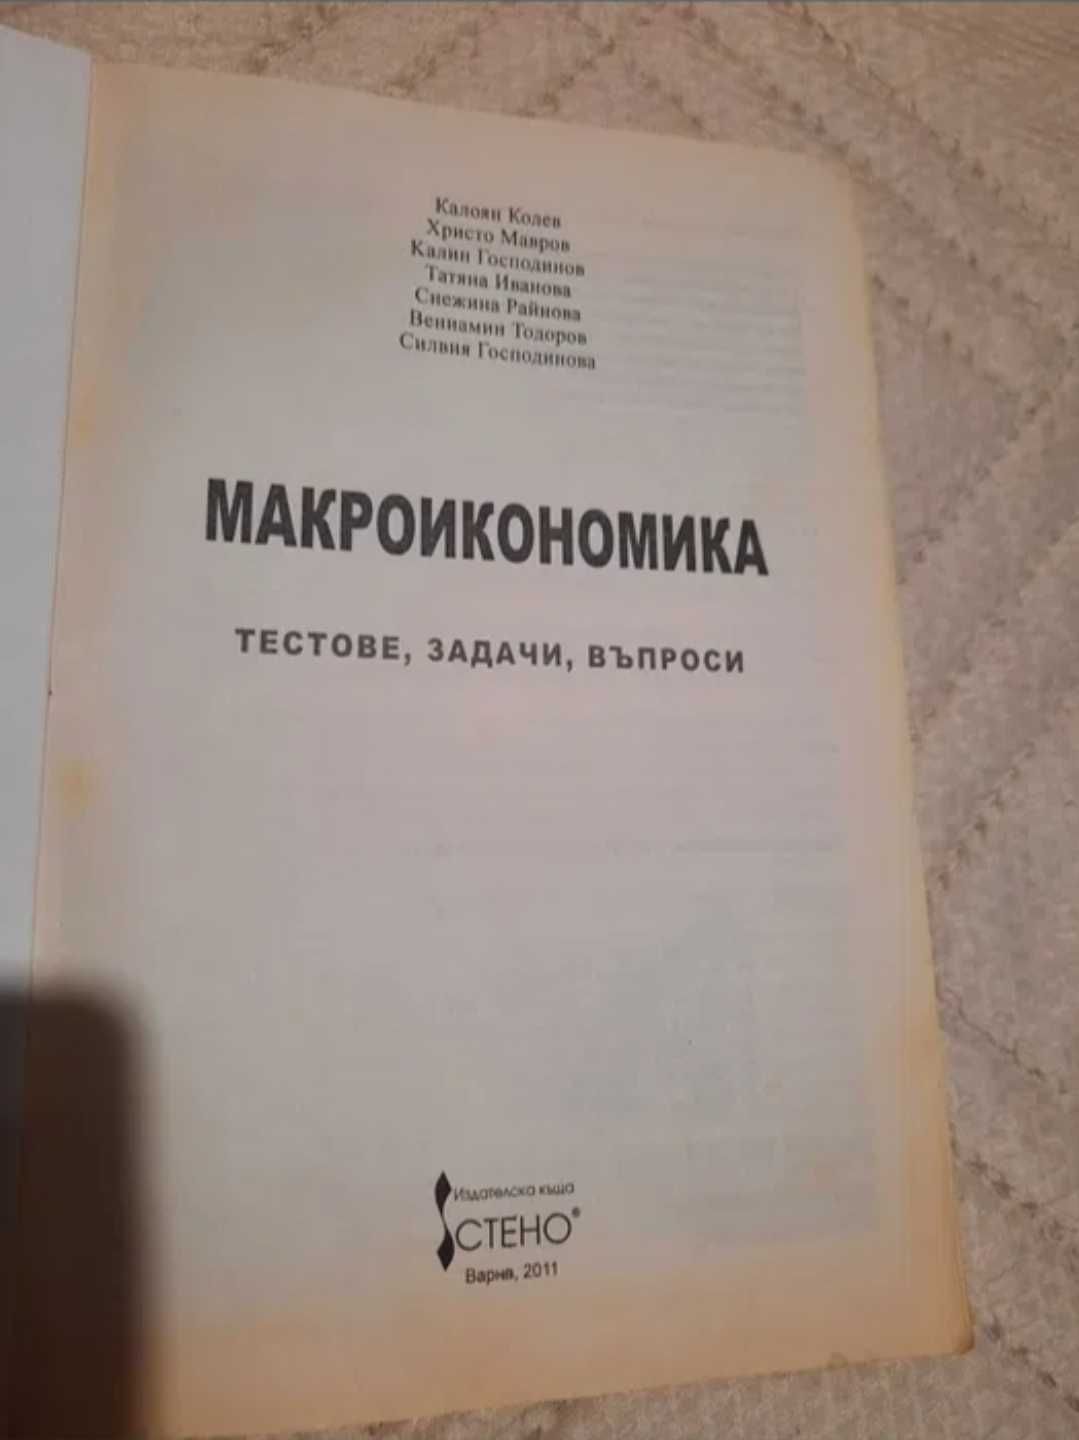 Калоян Колев
Христо Мавров
Калин Господинов
Татяна Иванова
Снежина Райнова
Вениамин Тодоров
Силвия Господинова
МАКРОИКОНОМИКА
ТЕСТОВЕ, ЗАДАЧИ, ВЪПРОСИ
Издателска къща
СТЕНО®
Варна, 2011